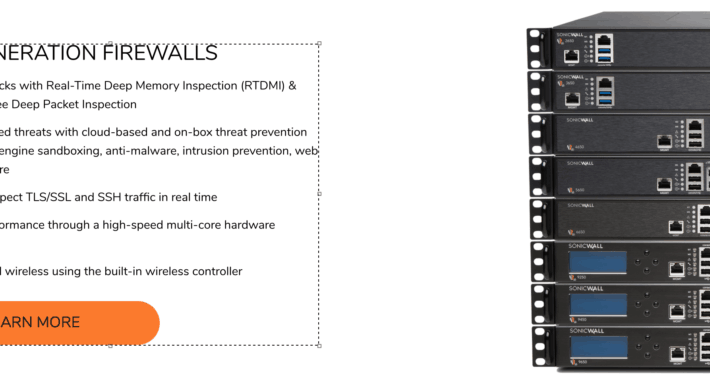 NERATION FIREWALLS
cks with Real-Time Deep Memory Inspection (RTDMI) &
ee Deep Packet Inspection
ed threats with cloud-based and on-box threat prevention
engine sandboxing, anti-malware, intrusion prevention, web
re
pect TLS/SSL and SSH traffic in real time
ormance through a high-speed multi-core hardware
d wireless using the built-in wireless controller
ARN MORE
SONICWALL
SONICWALL
SONICWALL
SONICWALL
SONICWALL
SONICWALL
SONICWALL
SONICWALL